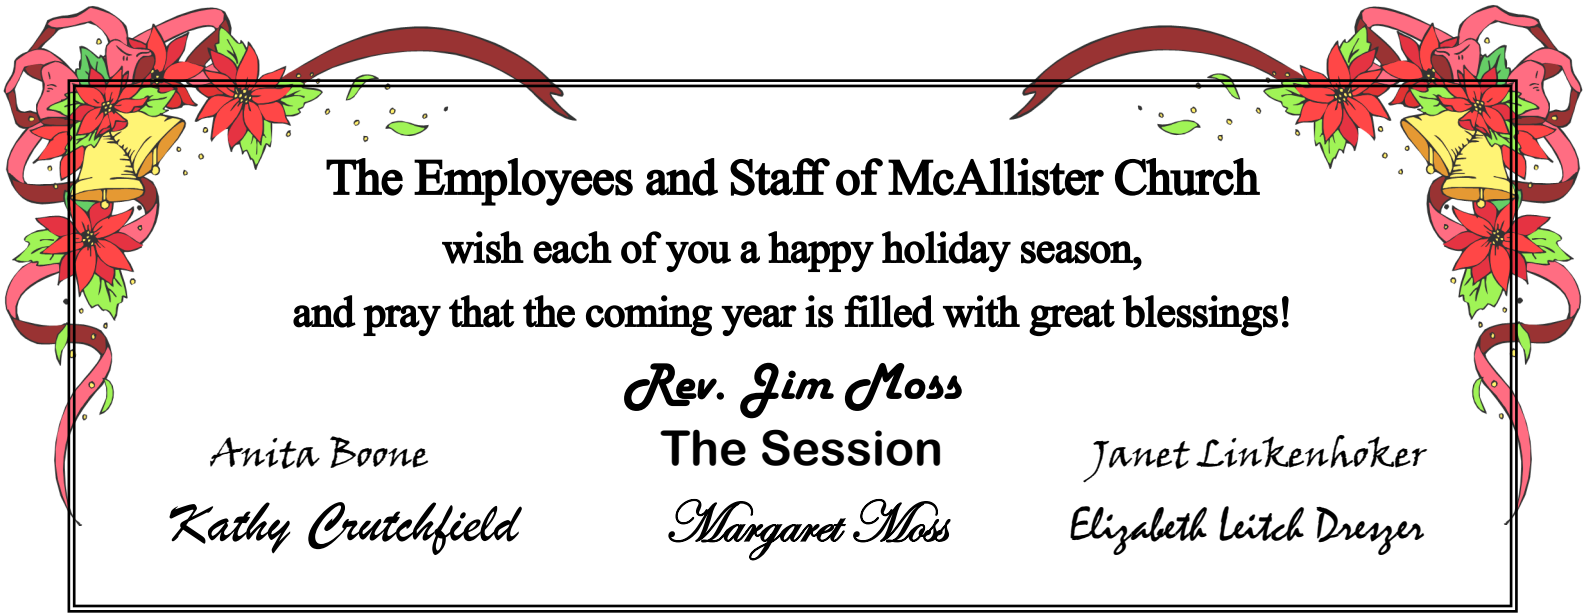 The Employees and Staff of McAllister Church
wish each of you a happy holiday season,
and pray that the coming year is filled with great blessings!
Rev. Jim Moss
Anita Boone The Session Janet Linkenhoker
Kathy Crutchfield Margaret Moss Elizabeth Leitch Dreszer